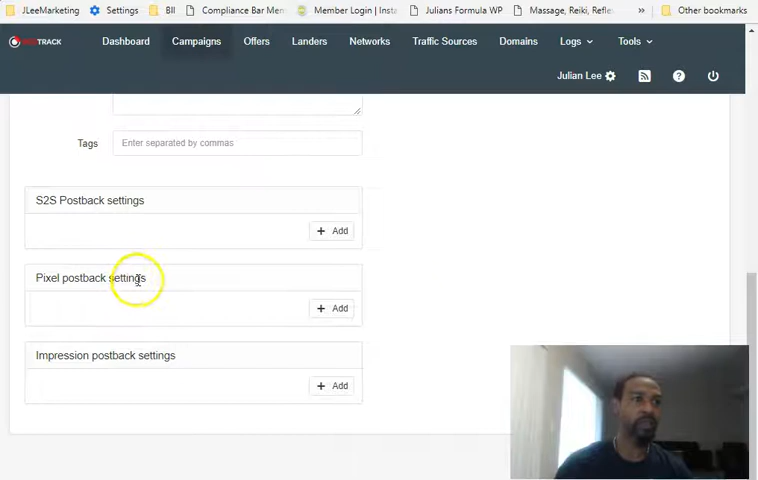 JLeeMarketing Settings BII Compliance Bar Men Member Login | Insta Julians Formula WP Massage, Reiki, Refle » Other bookmarks
REDTRACK Dashboard Campaigns Offers Landers Networks Traffic Sources Domains Logs Tools
Julian Lee
Tags Enter separated by commas
S2S Postback settings
+ Add
Pixel postback settings
+ Add
Impression postback settings
+ Add